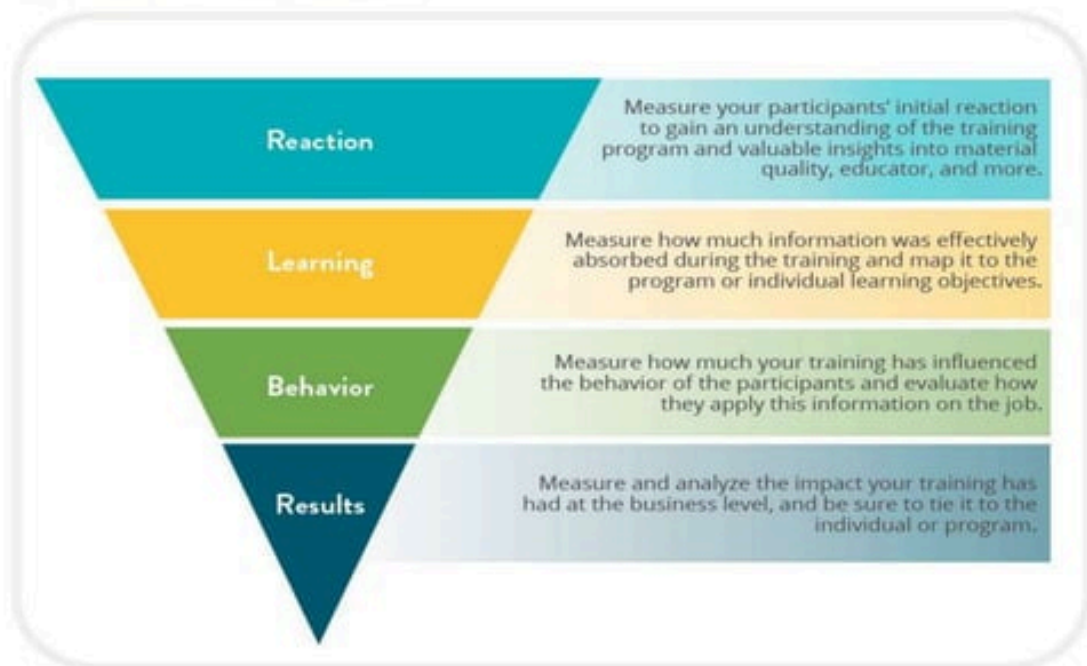 Reaction
Measure your participants' initial reaction
to gain an understanding of the training
program and valuable insights into material
quality, educator, and more.
Learning
Measure how much information was effectively
absorbed during the training and map it to the
program or individual learning objectives.
Behavior
Measure how much your training has influenced
the behavior of the participants and evaluate how
they apply this information on the job.
Results
Measure and analyze the impact your training has
had at the business level, and be sure to tie it to the
individual or program.